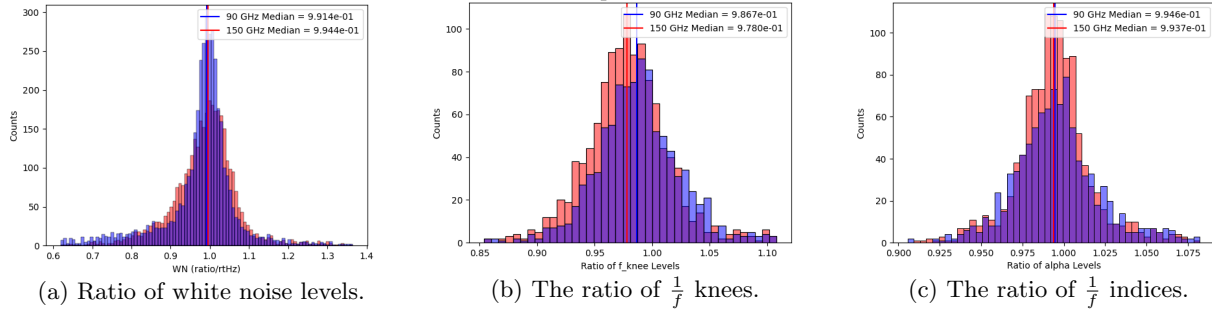 300
250
200
150
100
50
0
Counts
90 GHz Median = 9.914e-01
150 GHz Median = 9.944e-01
0.6 0.7 0.8 0.9 1.0 1.1 1.2 1.3 1.4
WN (ratio/rtHz)
(a) Ratio of white noise levels.
100
80
60
40
20
0
Counts
90 GHz Median = 9.867e-01
150 GHz Median = 9.780e-01
0.85 0.90 0.95 1.00 1.05 1.10
Ratio of f_knee Levels
(b) The ratio of 1/f knees.
140
120
100
80
60
40
20
0
Counts
90 GHz Median = 9.946e-01
150 GHz Median = 9.937e-01
0.900 0.925 0.950 0.975 1.000 1.025 1.050 1.075
Ratio of alpha Levels
(c) The ratio of 1/f indices.